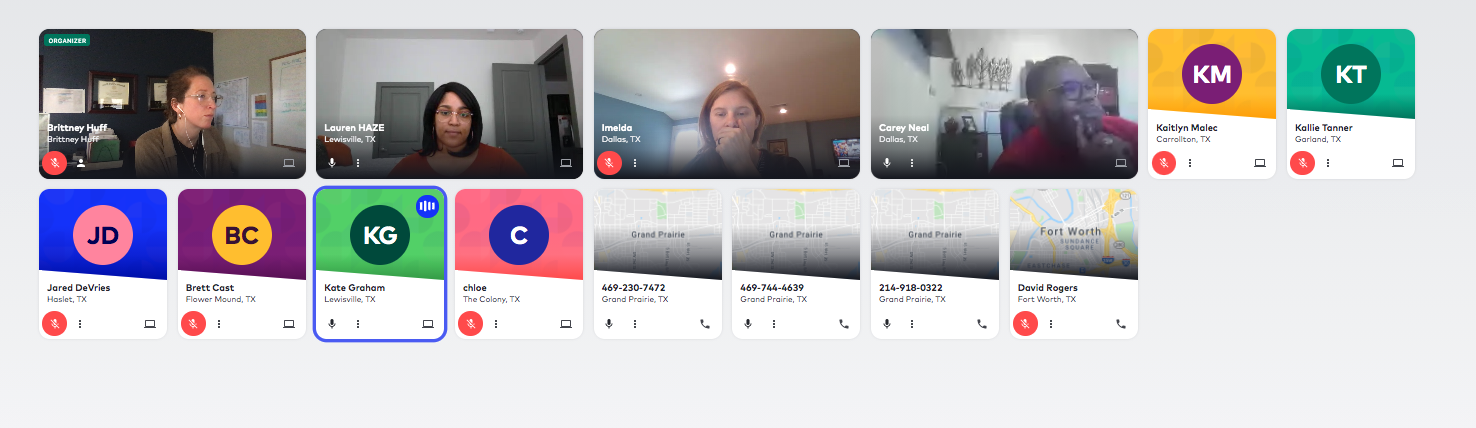 ORGANIZER
Brittney Huff
Brittney Huff
Lauren HAZE
Lewisville, TX
Imelda
Dallas, TX
Carey Neal
Dallas, TX
KM
Kaitlyn Malec
Carrollton, TX
KT
Kallie Tanner
Garland, TX
JD
Jared DeVries
Haslet, TX
BC
Brett Cast
Flower Mound, TX
KG
Kate Graham
Lewisville, TX
C
chloe
The Colony, TX
Grand Prairie
469-230-7472
Grand Prairie, TX
Grand Prairie
469-744-4639
Grand Prairie, TX
Grand Prairie
214-918-0322
Grand Prairie, TX
Fort Worth
SUNDANCE
SQUARE
David Rogers
Fort Worth, TX